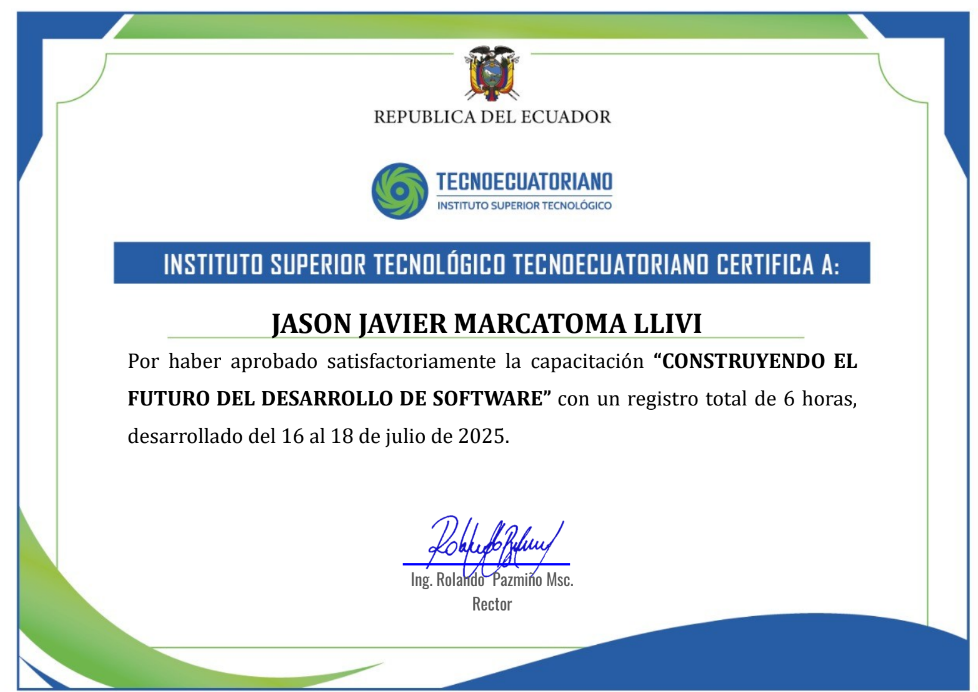 REPUBLICA DEL ECUADOR
TECNOECUATORIANO
INSTITUTO SUPERIOR TECNOLÓGICO
INSTITUTO SUPERIOR TECNOLÓGICO TECNOECUATORIANO CERTIFICA A:
JASON JAVIER MARCATOMA LLIVI
Por haber aprobado satisfactoriamente la capacitación “CONSTRUYENDO EL
FUTURO DEL DESARROLLO DE SOFTWARE” con un registro total de 6 horas,
desarrollado del 16 al 18 de julio de 2025.
Ing. Rolando Pazmiño Msc.
Rector